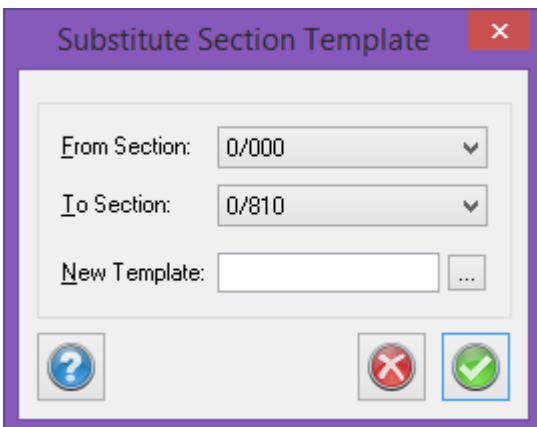 Substitute Section Template
From Section: 0/000
To Section: 0/810
New Template: ...